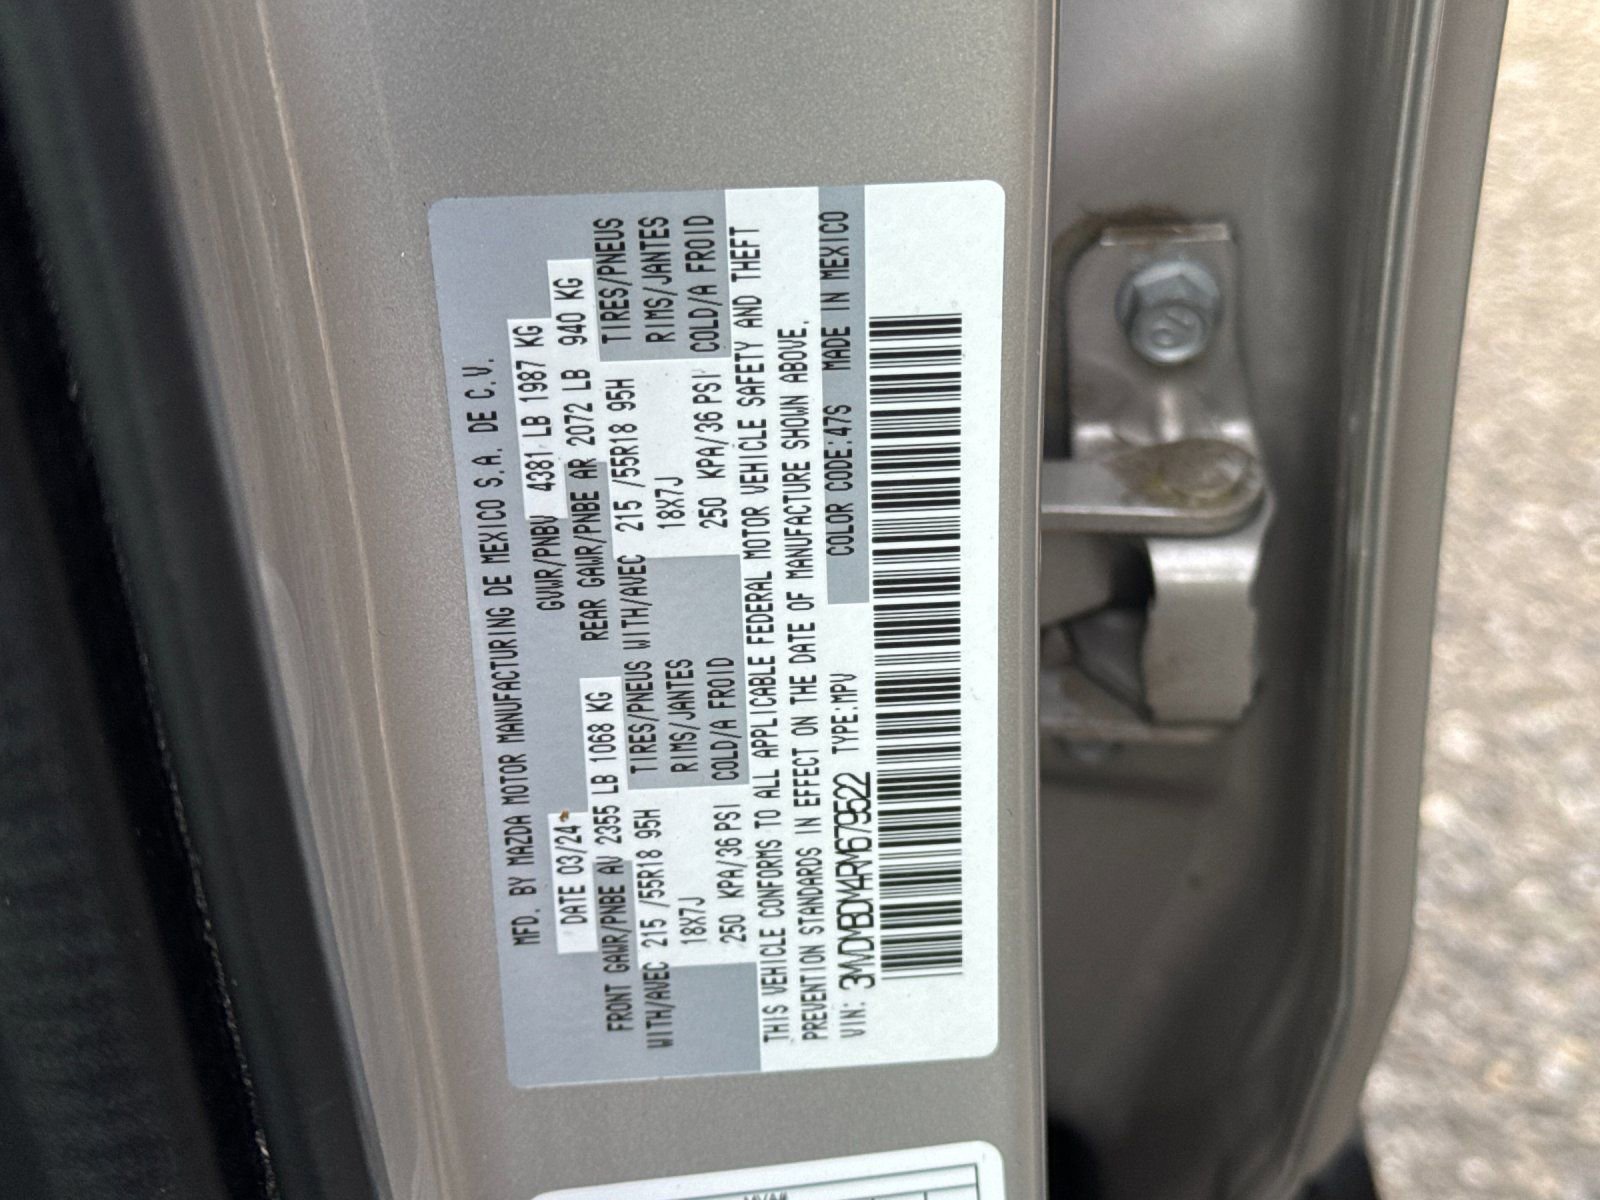 MFD. BY MAZDA MOTOR MANUFACTURING DE MEXICO S.A. DE C.V.
DATE 03/24 GVWR/PNBV 4381 LB 1987 KG
FRONT GAWR/PNBE AV 2355 LB 1068 KG REAR GAWR/PNBE AR 2072 LB 940 KG
WITH/AVEC 215 /55R18 95H TIRES/PNEUS WITH/AVEC 215 /55R18 95H TIRES/PNEUS
18X7J RIMS/JANTES 18X7J RIMS/JANTES
250 KPA/36 PSI COLD/A FROID 250 KPA/36 PSI COLD/A FROID
THIS VEHICLE CONFORMS TO ALL APPLICABLE FEDERAL MOTOR VEHICLE SAFETY AND THEFT
PREVENTION STANDARDS IN EFFECT ON THE DATE OF MANUFACTURE SHOWN ABOVE.
VIN: 3MVDMBDM4RM679522 TYPE:MPV COLOR CODE:47S MADE IN MEXICO